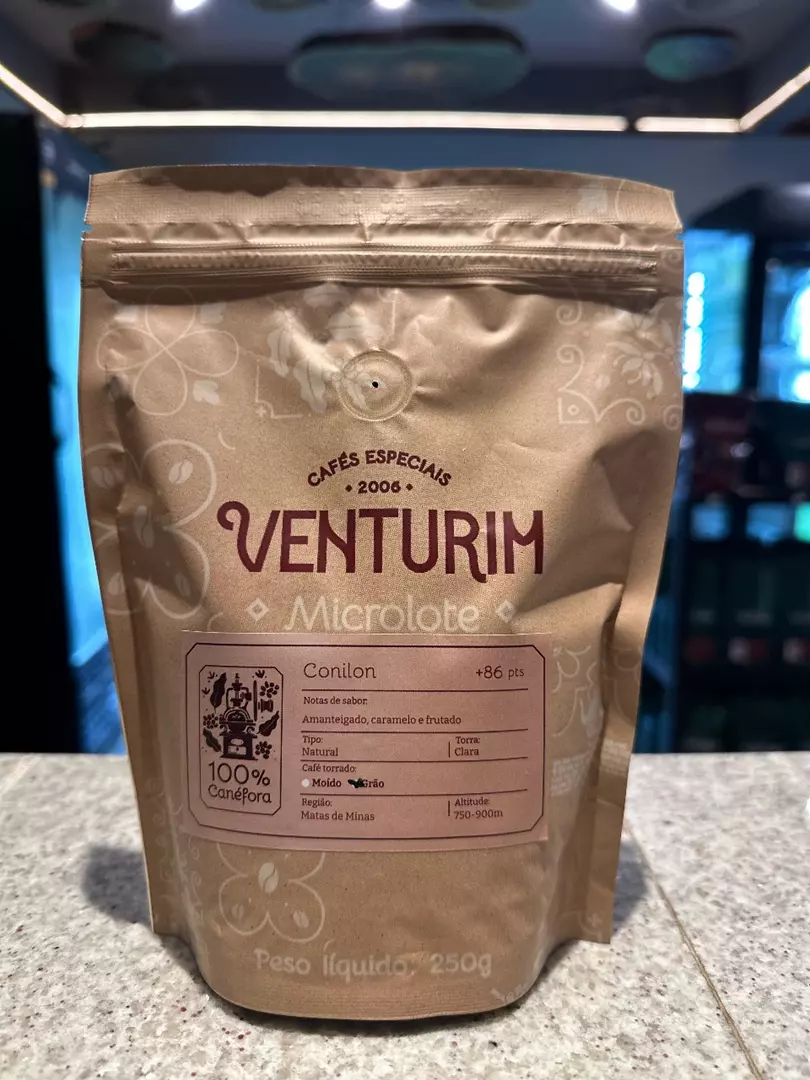 CAFÉS ESPECIAIS
2006
VENTURIM
Microlote
Conilon +86 pts
Notas de sabor:
Amanteigado, caramelo e frutado
Tipo: Torra:
Natural Clara
Café torrado:
Moído Grão
Região: Altitude:
Matas de Minas 750-900m
100%
Canéfora
Peso líquido: 250g